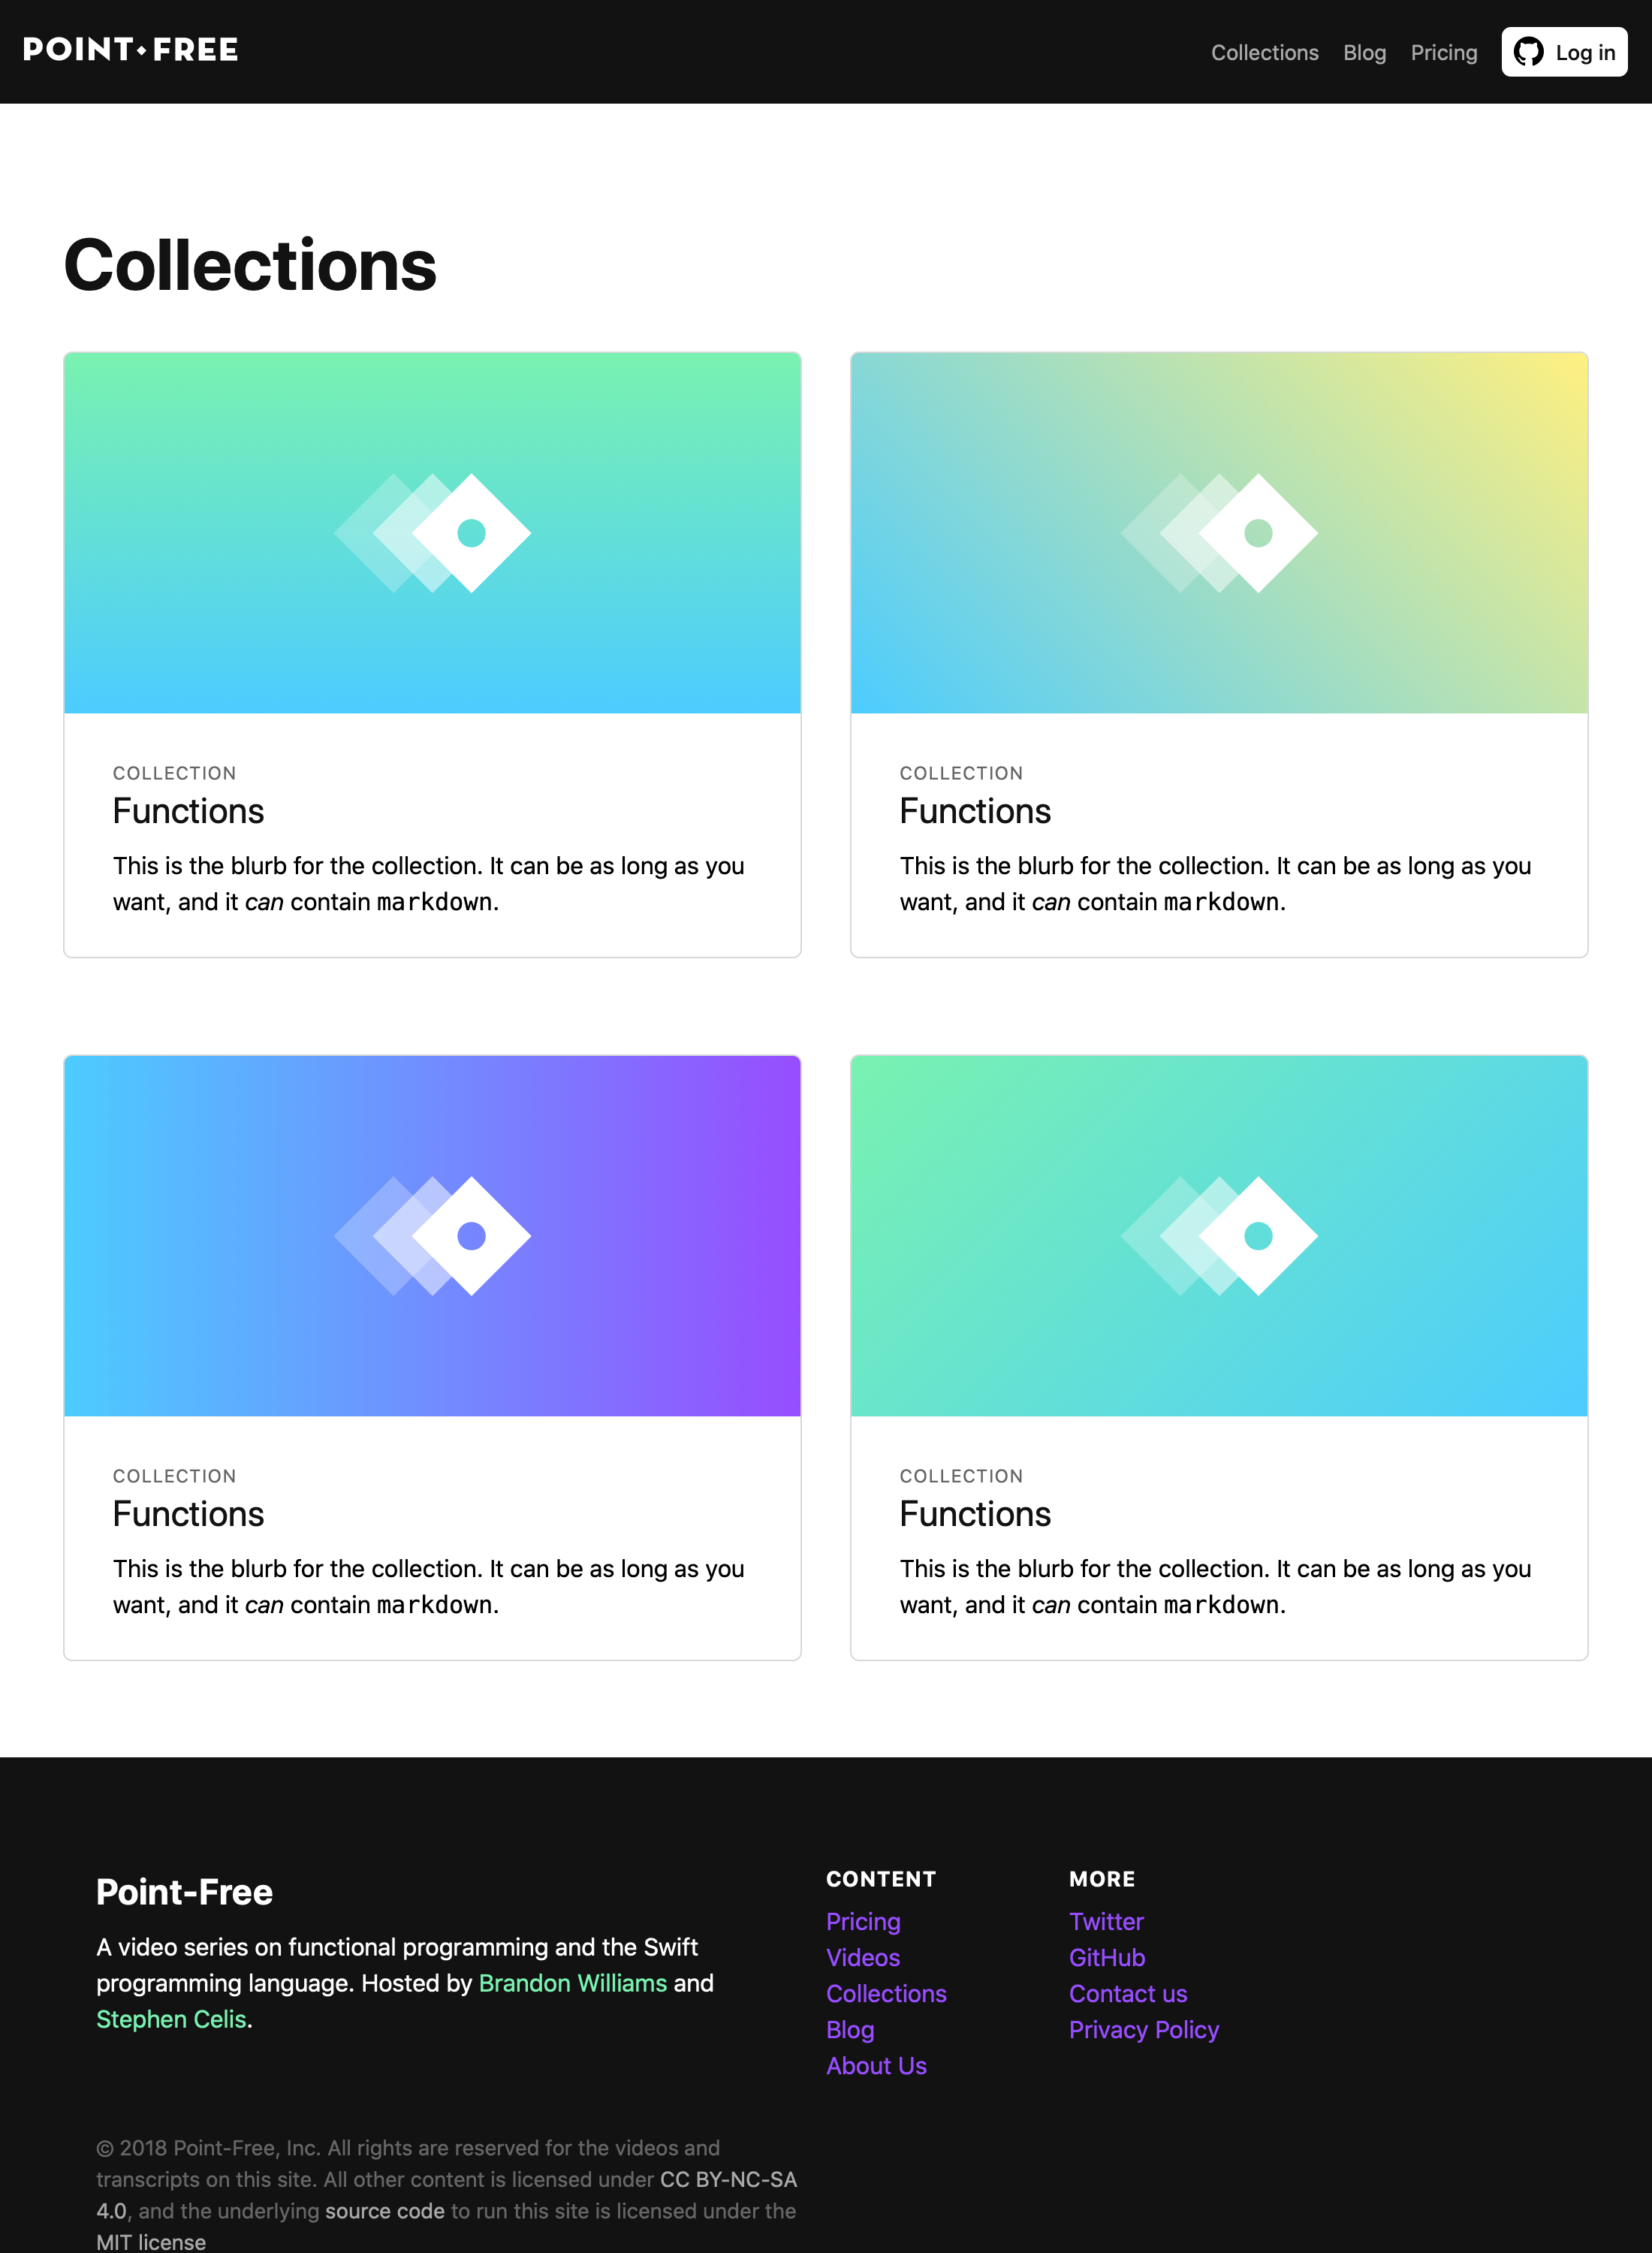 POINT•FREE
Collections Blog Pricing Log in
Collections
COLLECTION
Functions
This is the blurb for the collection. It can be as long as you
want, and it can contain markdown.
COLLECTION
Functions
This is the blurb for the collection. It can be as long as you
want, and it can contain markdown.
COLLECTION
Functions
This is the blurb for the collection. It can be as long as you
want, and it can contain markdown.
COLLECTION
Functions
This is the blurb for the collection. It can be as long as you
want, and it can contain markdown.
Point-Free
A video series on functional programming and the Swift
programming language. Hosted by Brandon Williams and
Stephen Celis.
CONTENT
Pricing
Videos
Collections
Blog
About Us
MORE
Twitter
GitHub
Contact us
Privacy Policy
© 2018 Point-Free, Inc. All rights are reserved for the videos and
transcripts on this site. All other content is licensed under CC BY-NC-SA
4.0, and the underlying source code to run this site is licensed under the
MIT license